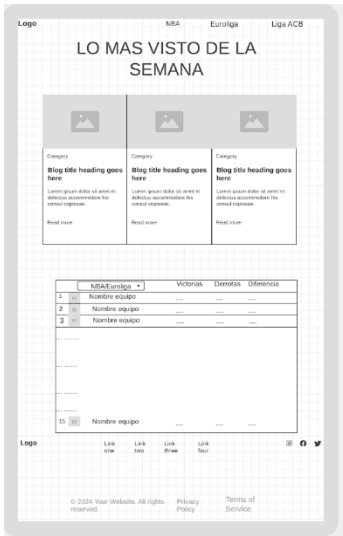 Logo NBA Euroliga Liga ACB
LO MAS VISTO DE LA
SEMANA
Category Category Category
Blog title heading goes here Blog title heading goes here Blog title heading goes here
Lorem ipsum dolor sit amet et delectus accommodare his consul copiosae. Lorem ipsum dolor sit amet et delectus accommodare his consul copiosae. Lorem ipsum dolor sit amet et delectus accommodare his consul copiosae.
Read more Read more Read more
NBA/Euroliga Victorias Derrotas Diferencia
1 Nombre equipo ---- ---- ----
2 Nombre equipo ---- ---- ----
3 Nombre equipo ---- ---- ----
... ......
... ......
... ......
... ......
15 Nombre equipo ---- ---- ----
Logo Link one Link two Link three Link four
© 2024 Your Website. All rights reserved. Privacy Policy Terms of Service